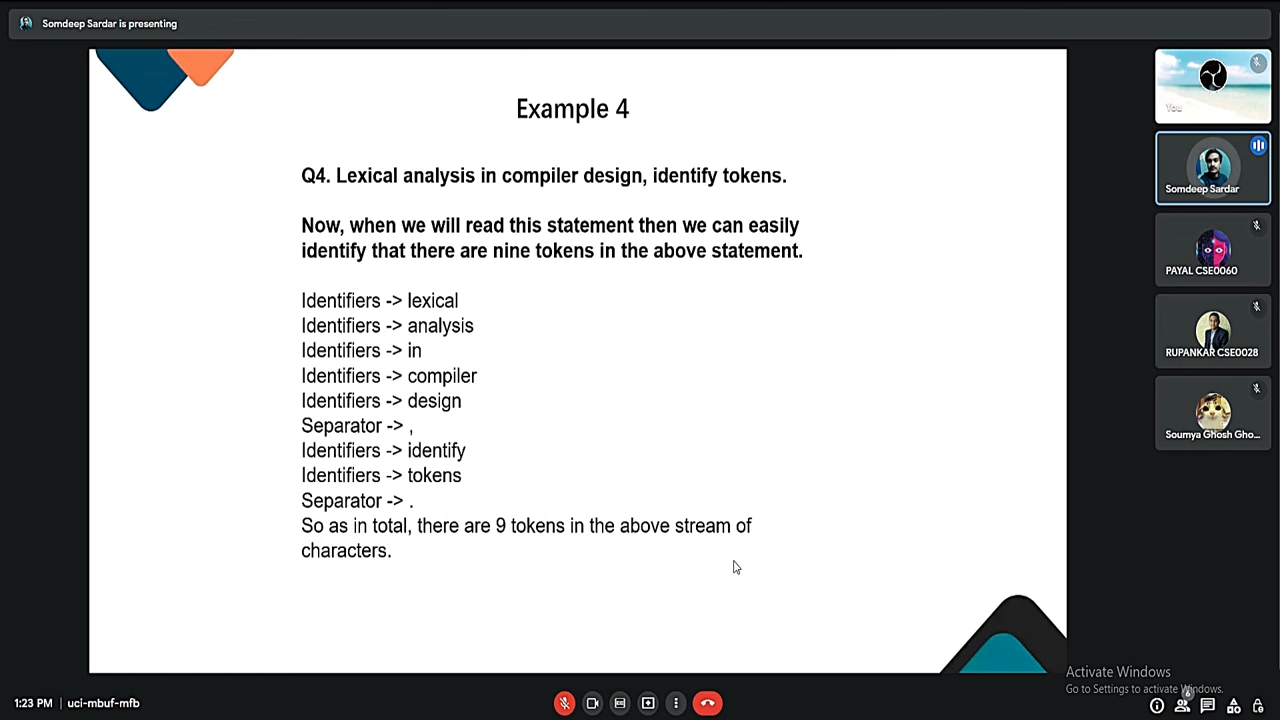 Somdeep Sardar is presenting
Example 4
Q4. Lexical analysis in compiler design, identify tokens.
Now, when we will read this statement then we can easily
identify that there are nine tokens in the above statement.
Identifiers -> lexical
Identifiers -> analysis
Identifiers -> in
Identifiers -> compiler
Identifiers -> design
Separator -> ,
Identifiers -> identify
Identifiers -> tokens
Separator -> .
So as in total, there are 9 tokens in the above stream of
characters.
You
Somdeep Sardar
PAYAL CSE0060
RUPANKAR CSE0028
Soumya Ghosh Gho...
Activate Windows
Go to Settings to activate Windows.
1:23 PM | uci-mbuf-mfb
6